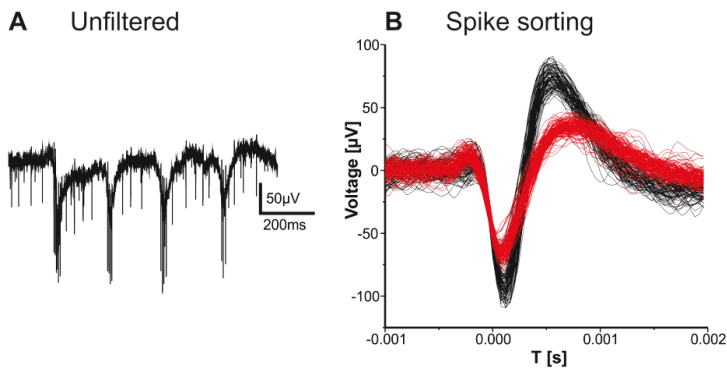 A Unfiltered
50µV
200ms
B Spike sorting
100
50
0
-50
-100
Voltage [µV]
-0.001 0.000 0.001 0.002
T [s]